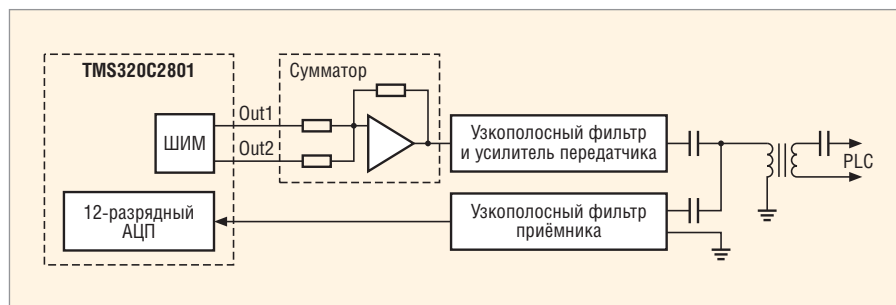 TMS320C2801
Сумматор
Out1
ШИМ
Out2
Узкополосный фильтр
и усилитель передатчика
PLC
12-разрядный
АЦП
Узкополосный фильтр
приёмника